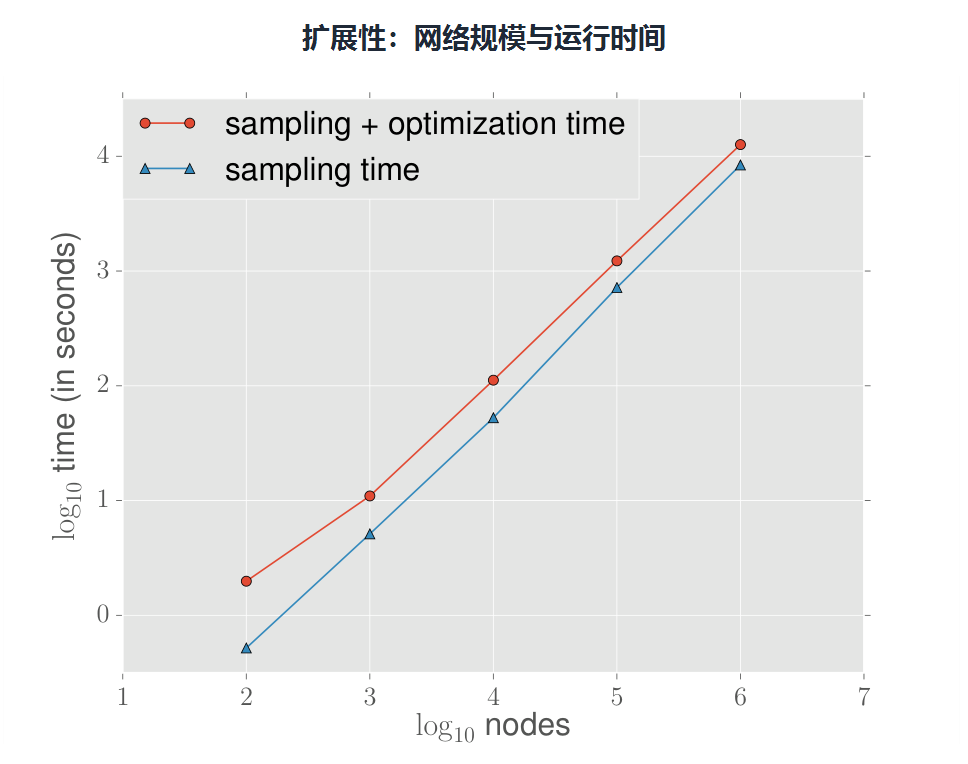 扩展性：网络规模与运行时间
sampling + optimization time
sampling time
4
3
2
1
0
log10 time (in seconds)
1 2 3 4 5 6 7
log10 nodes